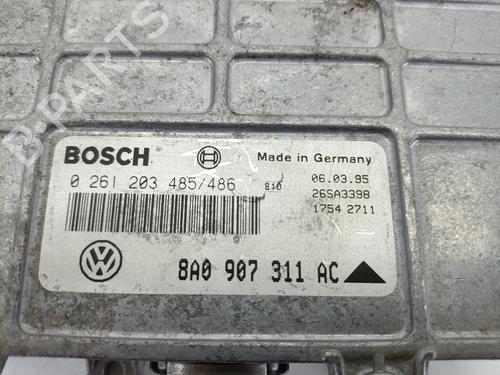 B-PARTS
BOSCH Made in Germany
0 261 203 485/486 810 06.03.95
26SA3398
1754 2711
8A0 907 311 AC